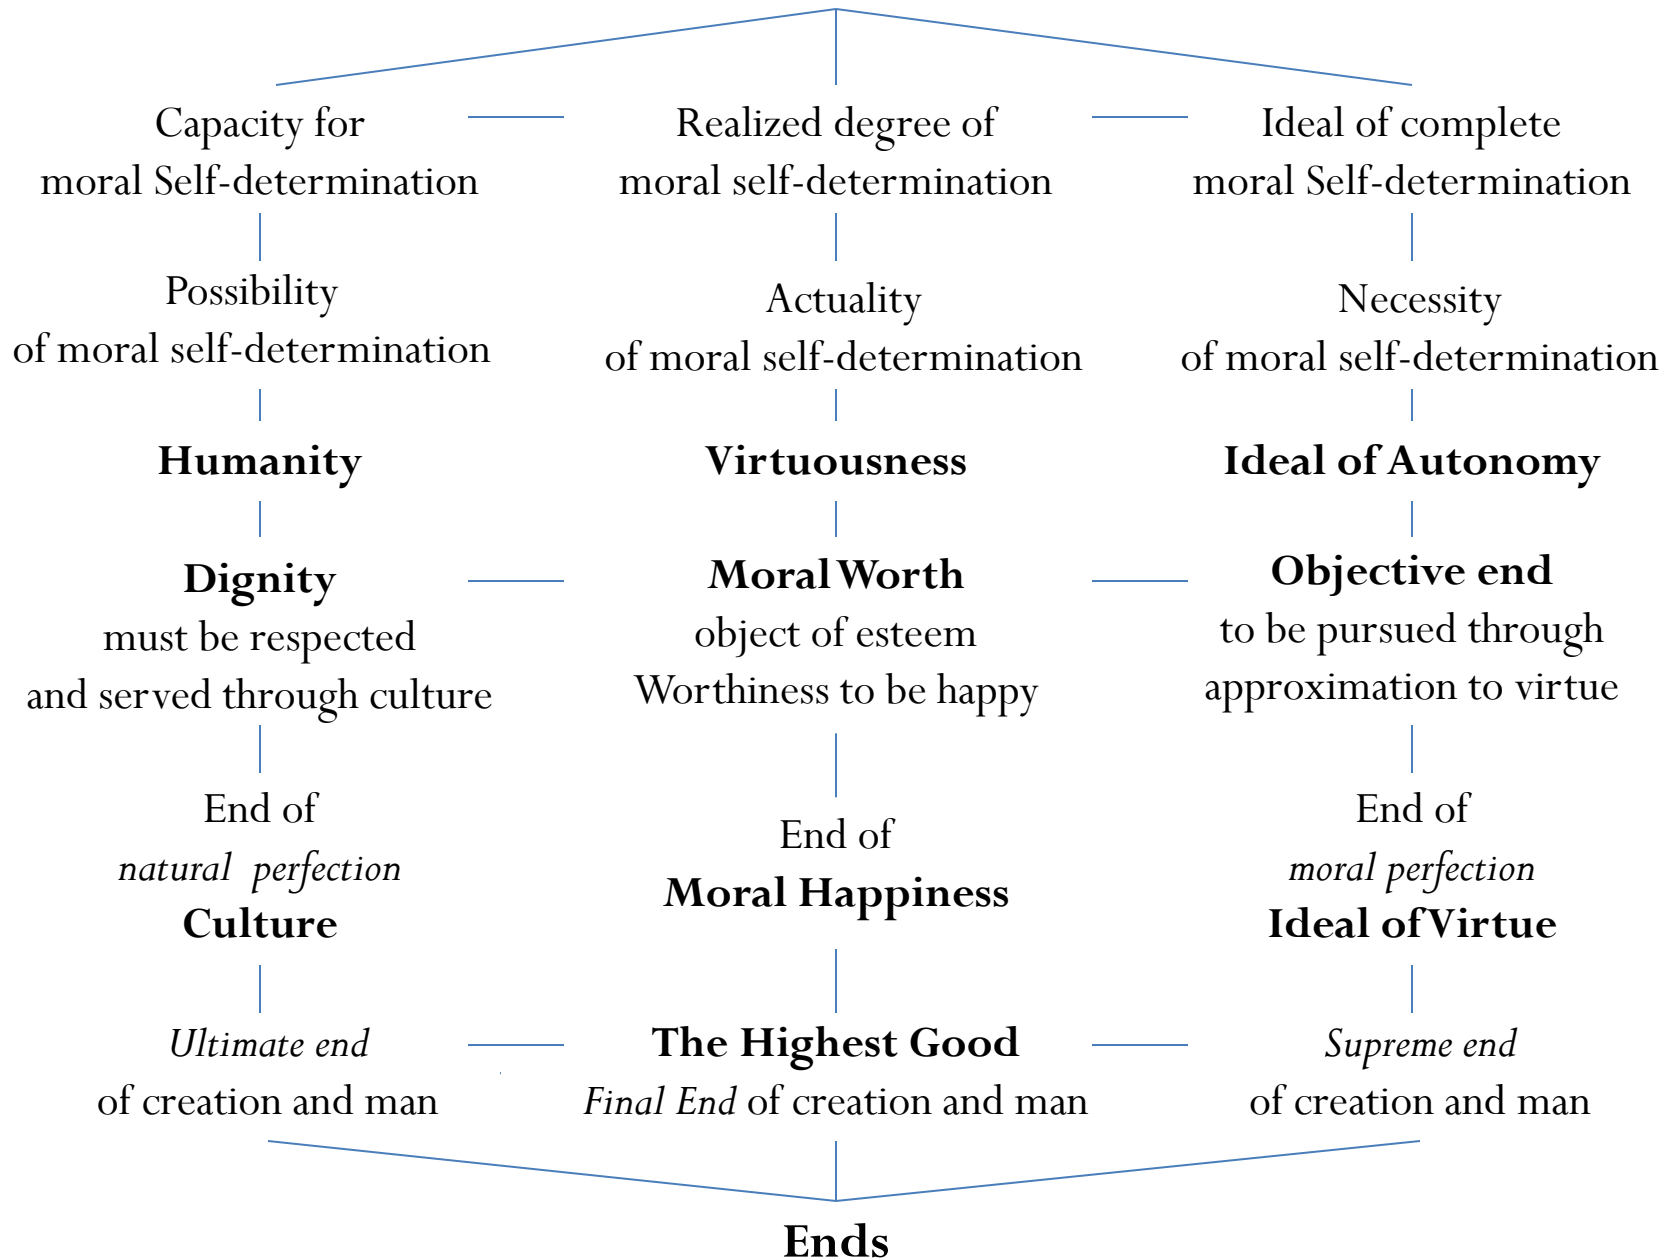 Capacity for
moral Self-determination
Realized degree of
moral self-determination
Ideal of complete
moral Self-determination
Possibility
of moral self-determination
Actuality
of moral self-determination
Necessity
of moral self-determination
Humanity
Virtuousness
Ideal of Autonomy
Dignity
must be respected
and served through culture
Moral Worth
object of esteem
Worthiness to be happy
Objective end
to be pursued through
approximation to virtue
End of
natural perfection
Culture
End of
Moral Happiness
End of
moral perfection
Ideal of Virtue
Ultimate end
of creation and man
The Highest Good
Final End of creation and man
Supreme end
of creation and man
Ends